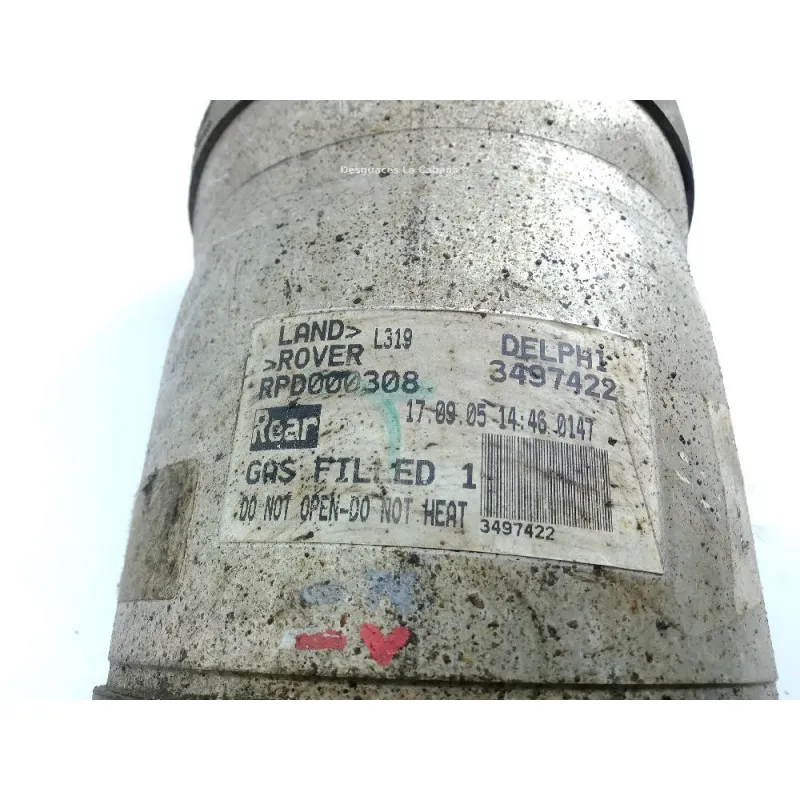 Desguaces La Cabaña
LAND> L319
>ROVER
RPD000308
DELPHI
3497422
17.09.05 14:46 0147
Rear
GAS FILLED 1
DO NOT OPEN-DO NOT HEAT
3497422